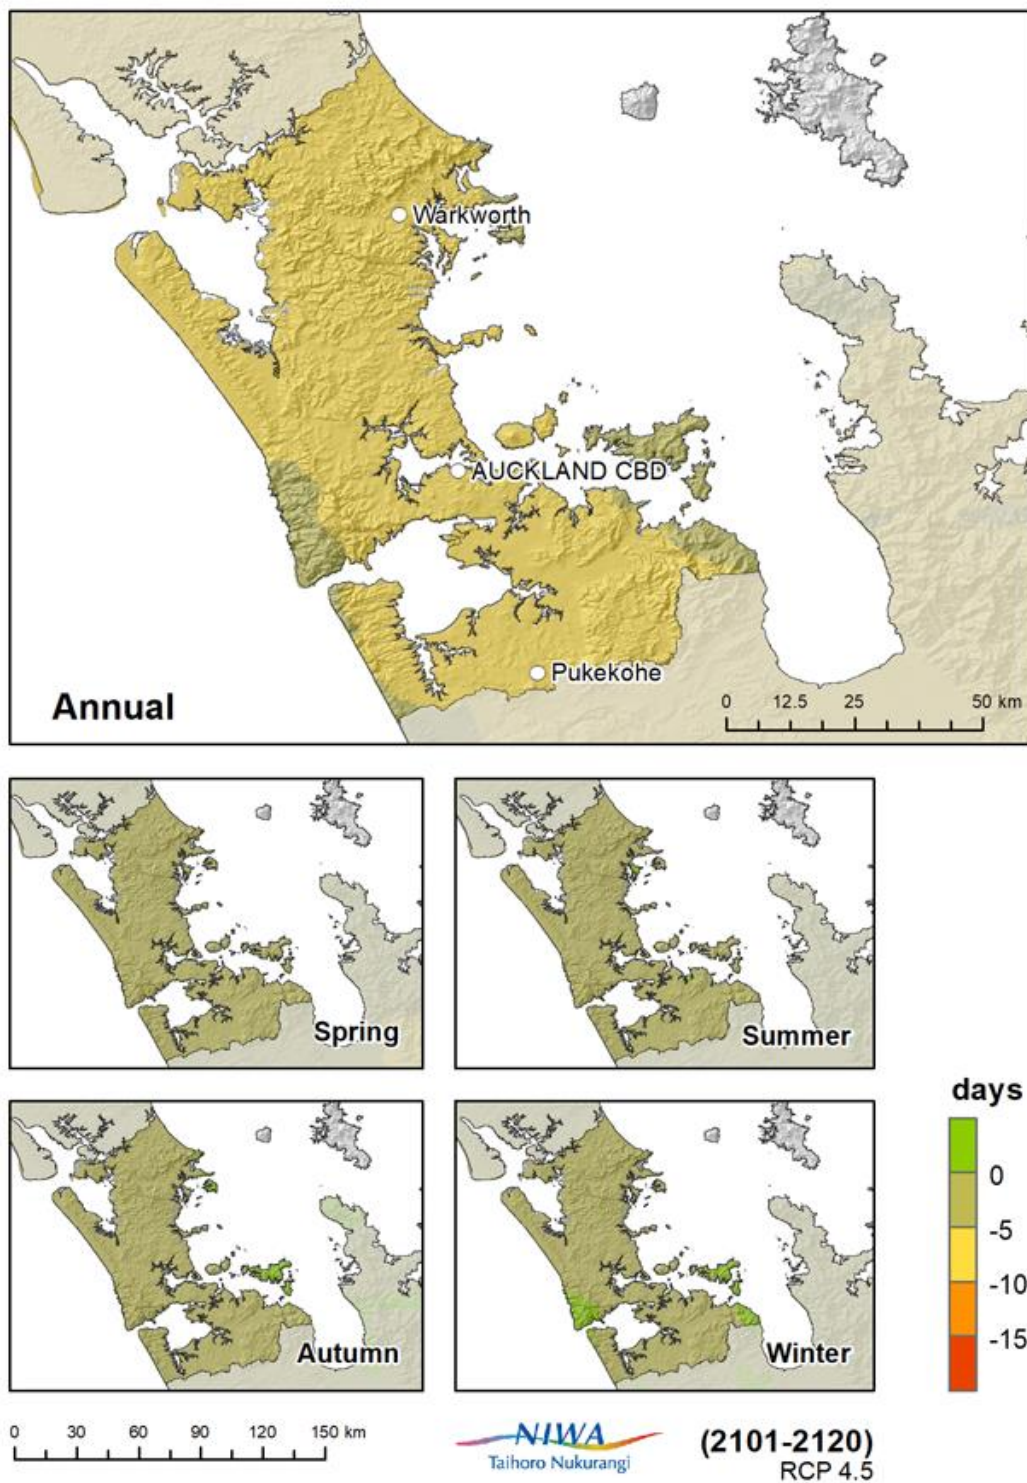 Warkworth
AUCKLAND CBD
Pukekohe
Annual
0 12.5 25 50 km
Spring
Summer
Autumn
Winter
days
0
-5
-10
-15
0 30 60 90 120 150 km
NIWA
Taihoro Nukurangi
(2101-2120)
RCP 4.5